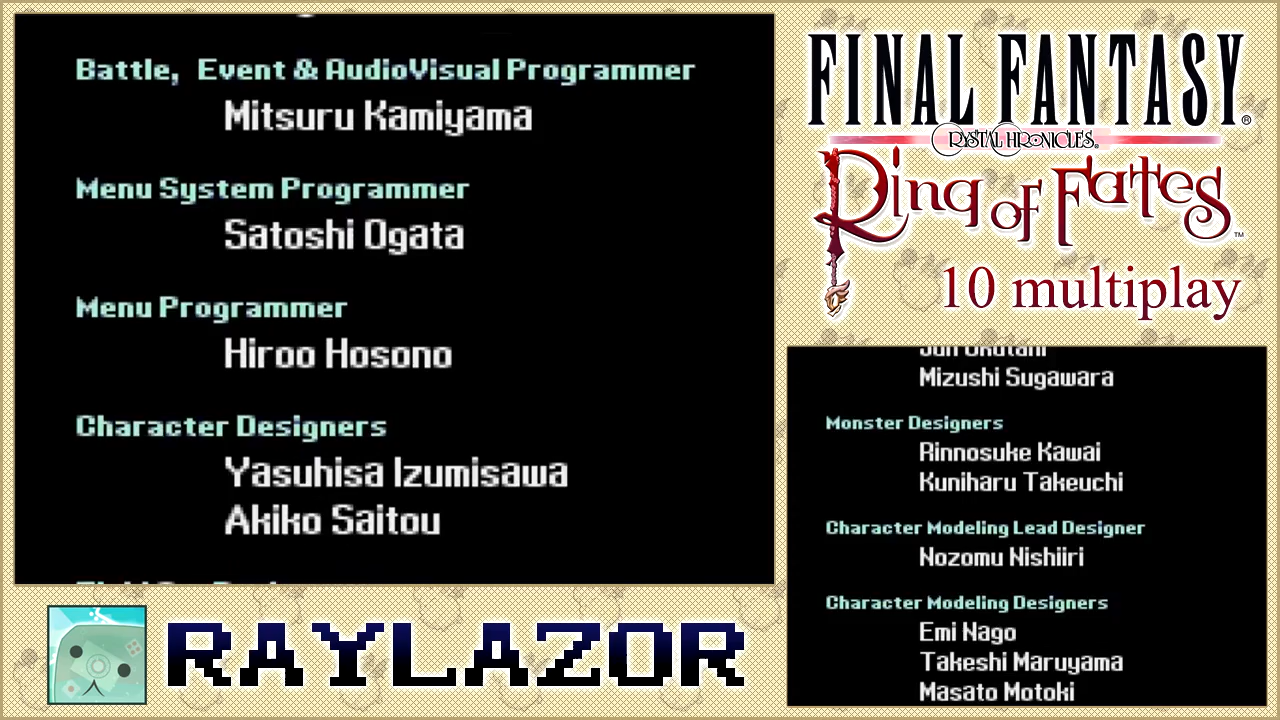 Battle, Event & AudioVisual Programmer
Mitsuru Kamiyama
Menu System Programmer
Satoshi Ogata
Menu Programmer
Hiroo Hosono
Character Designers
Yasuhisa Izumisawa
Akiko Saitou
FINAL FANTASY®
CRYSTAL CHRONICLES®
Ring of Fates™
10 multiplay
Mizushi Sugawara
Monster Designers
Rinnosuke Kawai
Kuniharu Takeuchi
Character Modeling Lead Designer
Nozomu Nishiiri
Character Modeling Designers
Emi Nago
Takeshi Maruyama
Masato Motoki
RAYLAZOR